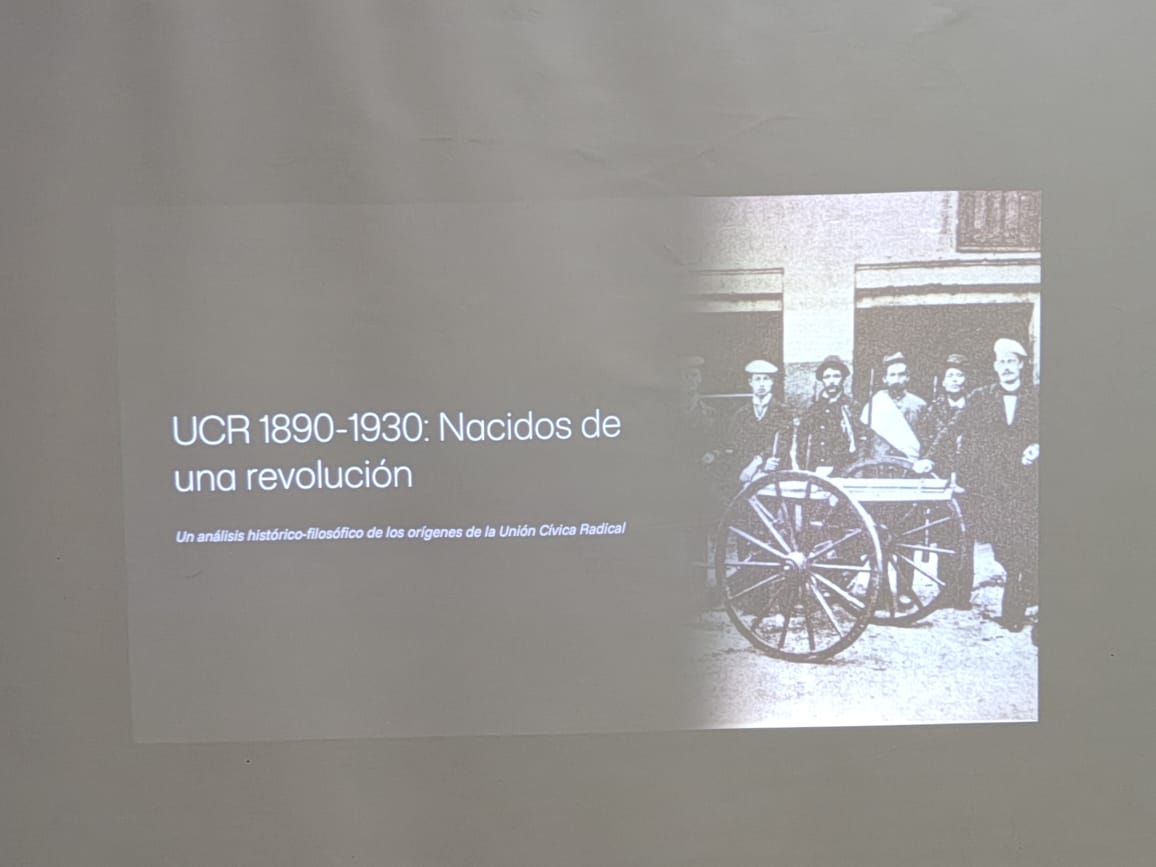 UCR 1890-1930: Nacidos de
una revolución
Un análisis histórico-filosófico de los orígenes de la Unión Cívica Radical